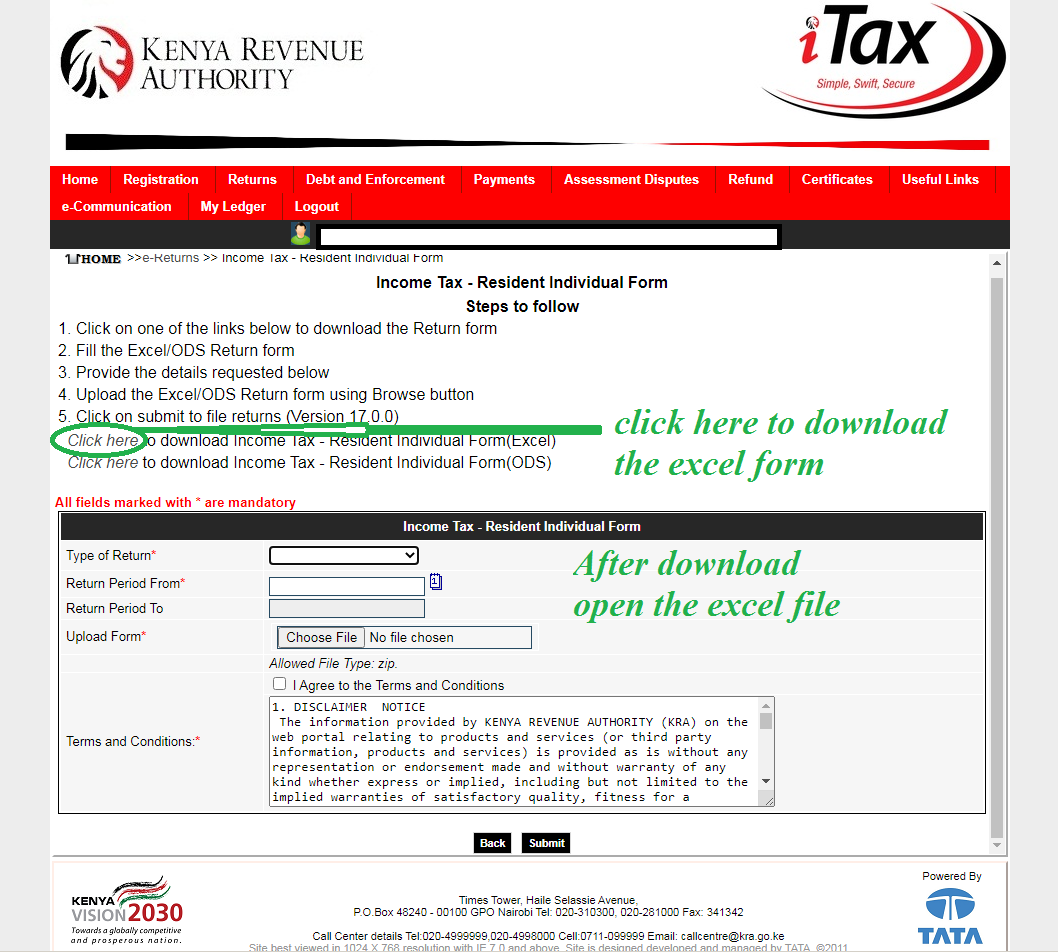 KENYA REVENUE
AUTHORITY
iTax
Simple, Swift, Secure
Home Registration Returns Debt and Enforcement Payments Assessment Disputes Refund Certificates Useful Links
e-Communication My Ledger Logout
HOME >>e-Returns >> Income Tax - Resident Individual Form
Income Tax - Resident Individual Form
Steps to follow
1. Click on one of the links below to download the Return form
2. Fill the Excel/ODS Return form
3. Provide the details requested below
4. Upload the Excel/ODS Return form using Browse button
5. Click on submit to file returns (Version 17.0.0)
Click here to download Income Tax - Resident Individual Form(Excel)
Click here to download Income Tax - Resident Individual Form(ODS)
click here to download
the excel form
All fields marked with * are mandatory
Income Tax - Resident Individual Form
Type of Return*
Return Period From*
1
Return Period To
Upload Form*
Choose File No file chosen
Allowed File Type: zip.
After download
open the excel file
I Agree to the Terms and Conditions
Terms and Conditions:*
1. DISCLAIMER NOTICE
The information provided by KENYA REVENUE AUTHORITY (KRA) on the
web portal relating to products and services (or third party
information, products and services) is provided as is without any
representation or endorsement made and without warranty of any
kind whether express or implied, including but not limited to the
implied warranties of satisfactory quality, fitness for a
Back Submit
KENYA
VISION 2030
Towards a globally competitive
and prosperous nation.
Times Tower, Haile Selassie Avenue,
P.O.Box 48240 - 00100 GPO Nairobi Tel: 020-310300, 020-281000 Fax: 341342
Call Center details Tel:020-4999999,020-4998000 Cell:0711-099999 Email: callcentre@kra.go.ke
Site best viewed in 1024 X 768 resolution with IE 7.0 and above. Site is designed developed and managed by TATA. ©2011
Powered By
TATA